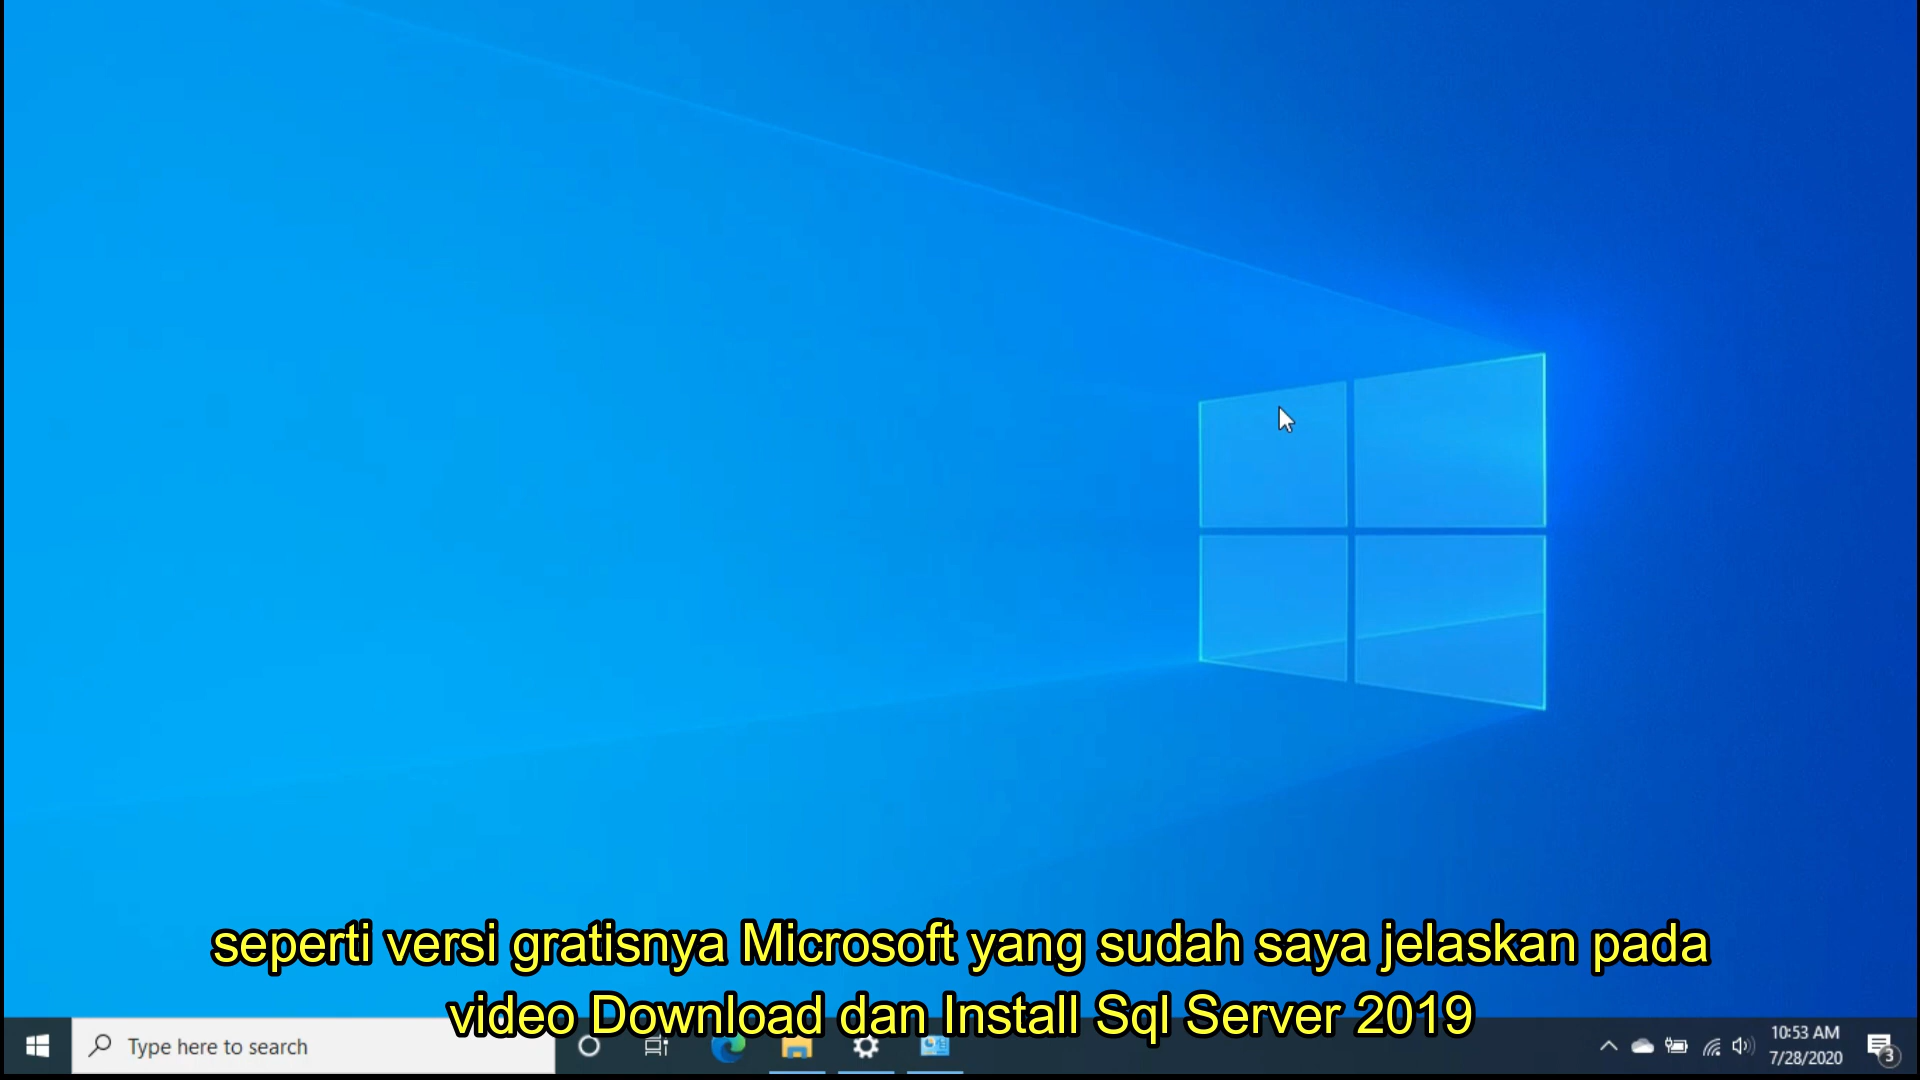 seperti versi gratisnya Microsoft yang sudah saya jelaskan pada
video Download dan Install Sql Server 2019
Type here to search
10:53 AM
7/28/2020
3